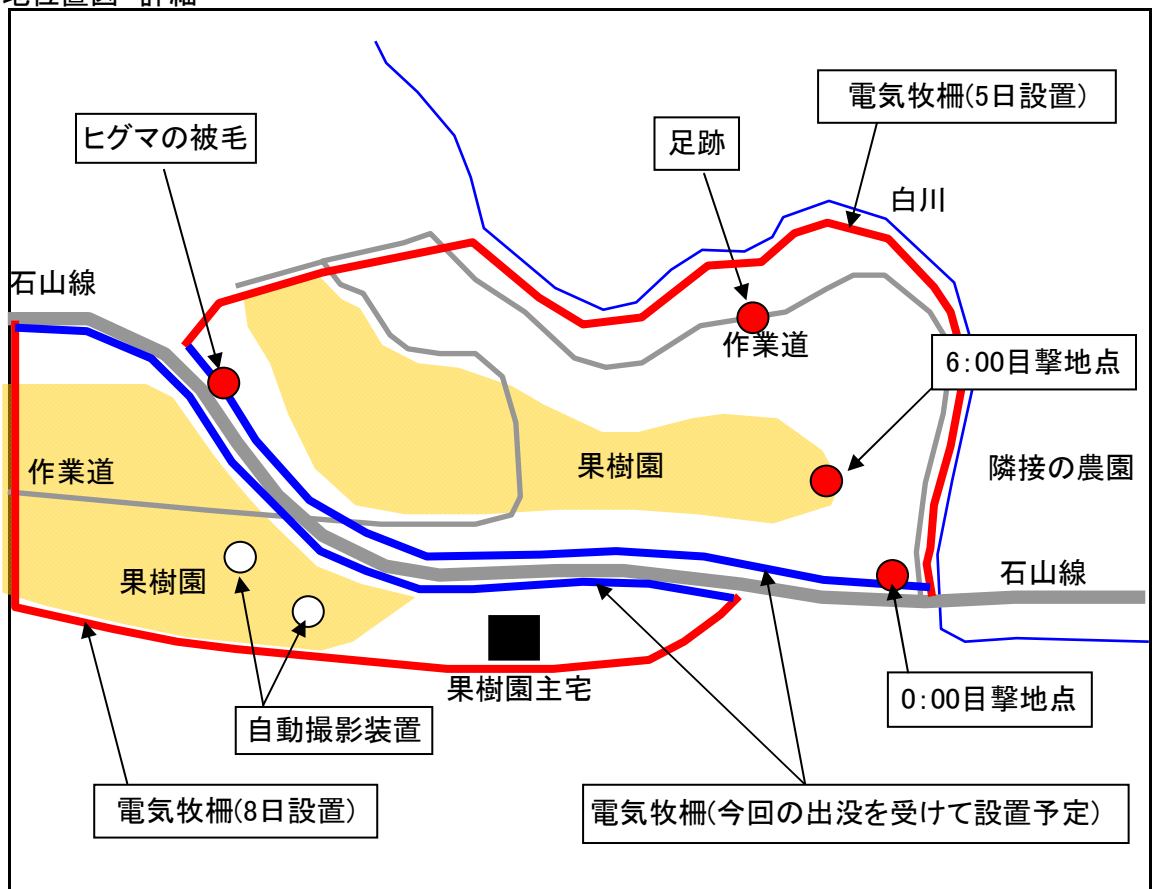 電気牧柵(5日設置)
ヒグマの被毛
足跡
白川
石山線
作業道
6:00目撃地点
作業道
果樹園
隣接の農園
果樹園
石山線
果樹園主宅
0:00目撃地点
自動撮影装置
電気牧柵(8日設置)
電気牧柵(今回の出没を受けて設置予定)